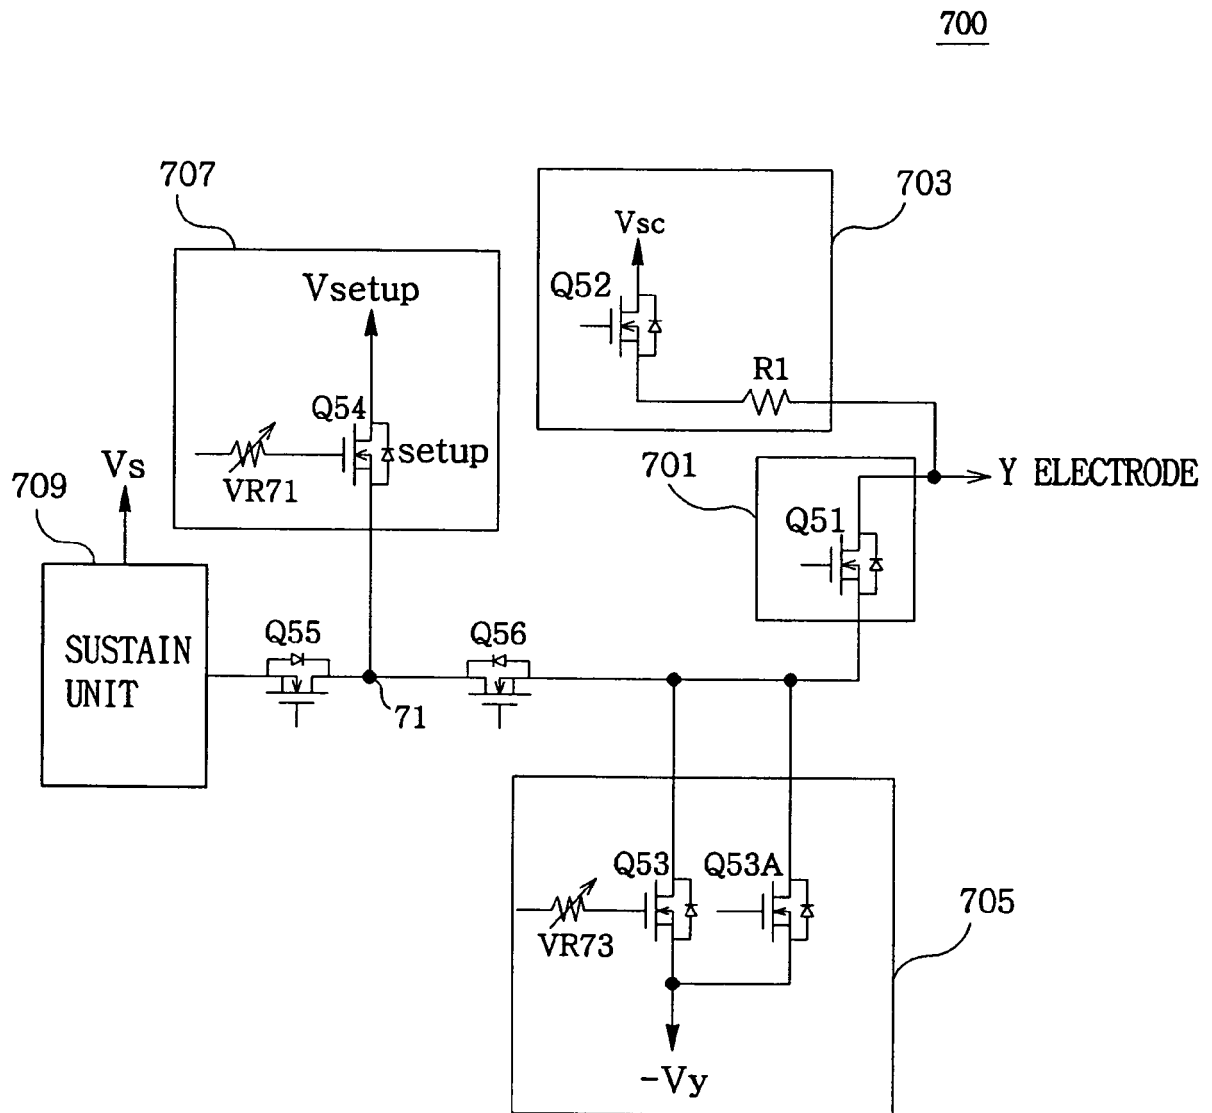 700
707
703
Vsc
Vsetup
Q52
R1
Q54
setup
701
Vs
VR71
Y ELECTRODE
709
Q51
Q55
Q56
SUSTAIN
UNIT
71
Q53
Q53A
705
VR73
-Vy